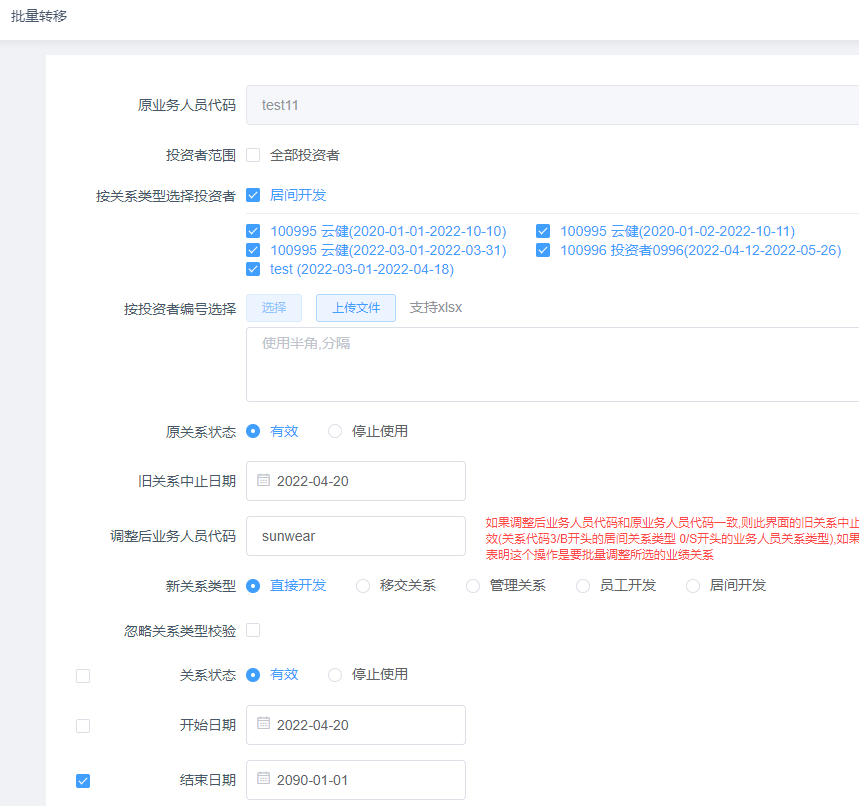 批量转移
原业务人员代码 test11
投资者范围 全部投资者
按关系类型选择投资者 居间开发
100995 云健(2020-01-01-2022-10-10) 100995 云健(2020-01-02-2022-10-11)
100995 云健(2022-03-01-2022-03-31) 100996 投资者0996(2022-04-12-2022-05-26)
test (2022-03-01-2022-04-18)
按投资者编号选择 选择 上传文件 支持xlsx
使用半角,分隔
原关系状态 有效 停止使用
旧关系中止日期 2022-04-20
调整后业务人员代码 sunwear
如果调整后业务人员代码和原业务人员代码一致,则此界面的旧关系中止
效(关系代码3/B开头的居间关系类型 0/S开头的业务人员关系类型),如果
表明这个操作是要批量调整所选的业绩关系
新关系类型 直接开发 移交关系 管理关系 员工开发 居间开发
忽略关系类型校验
关系状态 有效 停止使用
开始日期 2022-04-20
结束日期 2090-01-01